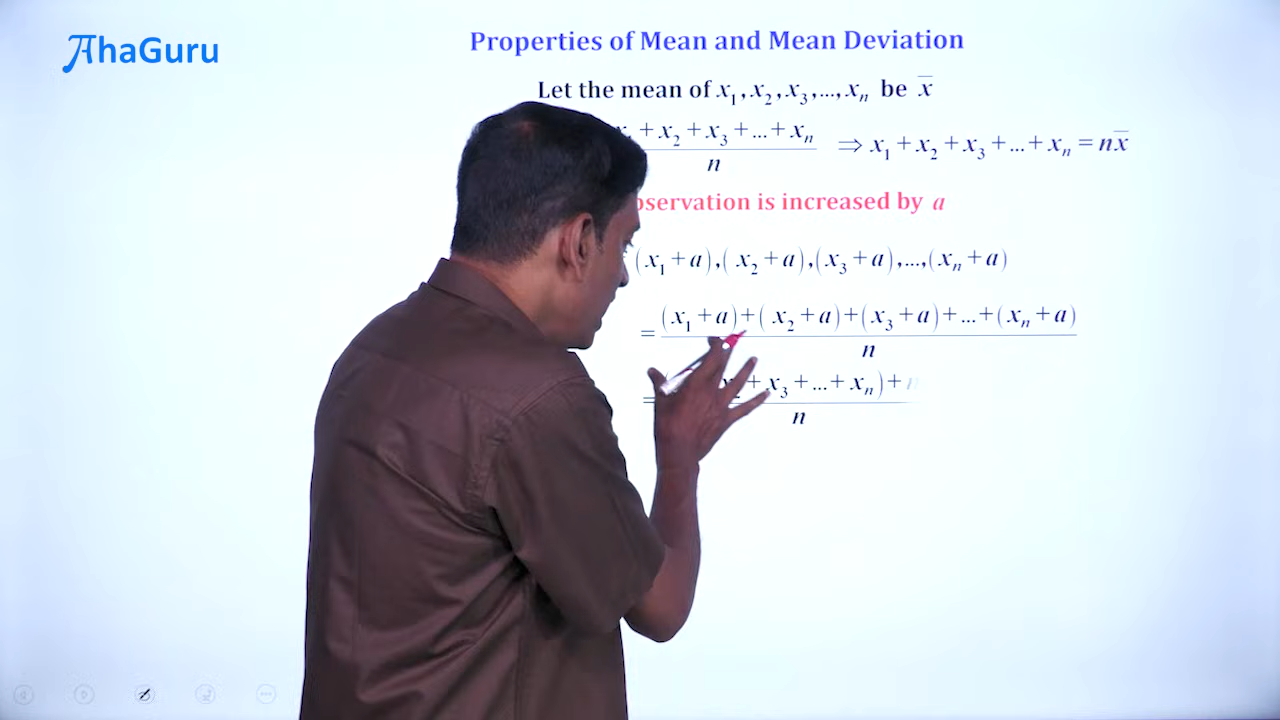 AhaGuru
Properties of Mean and Mean Deviation
Let the mean of x₁, x₂, x₃, ..., xₙ be x̄
+ x₂ + x₃ + ... + xₙ / n ⇒ x₁ + x₂ + x₃ + ... + xₙ = nx̄
is increased by a
(x₁ + a), (x₂ + a), (x₃ + a), ..., (xₙ + a)
= (x₁ + a) + (x₂ + a) + (x₃ + a) + ... + (xₙ + a) / n
= + x₃ + ... + xₙ) + / n